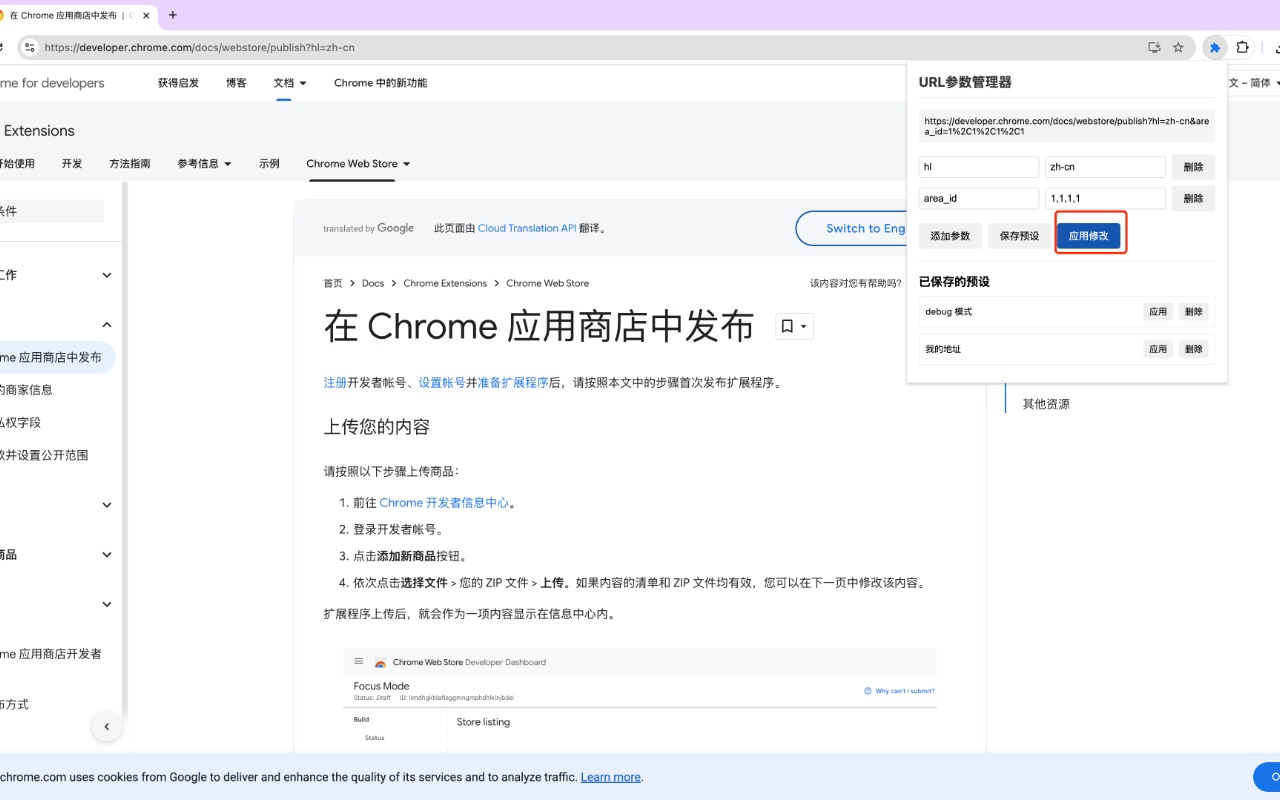 在 Chrome 应用商店中发布 |
https://developer.chrome.com/docs/webstore/publish?hl=zh-cn
me for developers
获得启发
博客
文档
Chrome 中的新功能
文 – 简体
Extensions
开始使用
开发
方法指南
参考信息
示例
Chrome Web Store
URL参数管理器
https://developer.chrome.com/docs/webstore/publish?hl=zh-cn&are
a_id=1%2C1%2C1%2C1
hl
zh-cn
删除
area_id
1,1,1,1
删除
添加参数
保存预设
应用修改
已保存的预设
debug 模式
应用
删除
我的地址
应用
删除
条件
工作
me 应用商店中发布
的商家信息
私权字段
款并设置公开范围
商品
me 应用商店开发者
布方式
translated by Google
此页面由 Cloud Translation API 翻译。
Switch to Eng
首页 > Docs > Chrome Extensions > Chrome Web Store
该内容对您有帮助吗?
在 Chrome 应用商店中发布
注册开发者帐号、设置帐号并准备扩展程序后，请按照本文中的步骤首次发布扩展程序。
上传您的内容
请按照以下步骤上传商品：
1. 前往 Chrome 开发者信息中心。
2. 登录开发者帐号。
3. 点击添加新商品按钮。
4. 依次点击选择文件 > 您的 ZIP 文件 > 上传。如果内容的清单和 ZIP 文件均有效，您可以在下一页中修改该内容。
扩展程序上传后，就会作为一项内容显示在信息中心内。
其他资源
Chrome Web Store Developer Dashboard
Focus Mode
Status: Draft
Why can't I submit?
Build
Status
Store listing
chrome.com uses cookies from Google to deliver and enhance the quality of its services and to analyze traffic. Learn more.